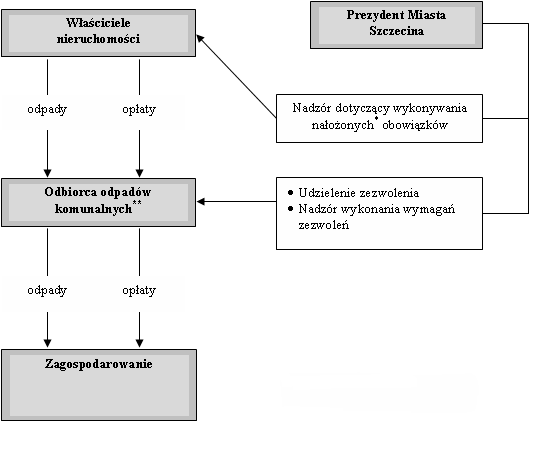 Właściciele
nieruchomości
Prezydent Miasta
Szczecina
odpady
opłaty
Nadzór dotyczący wykonywania
nałożonych* obowiązków
Odbiorca odpadów
komunalnych**
• Udzielenie zezwolenia
• Nadzór wykonania wymagań
zezwoleń
odpady
opłaty
Zagospodarowanie